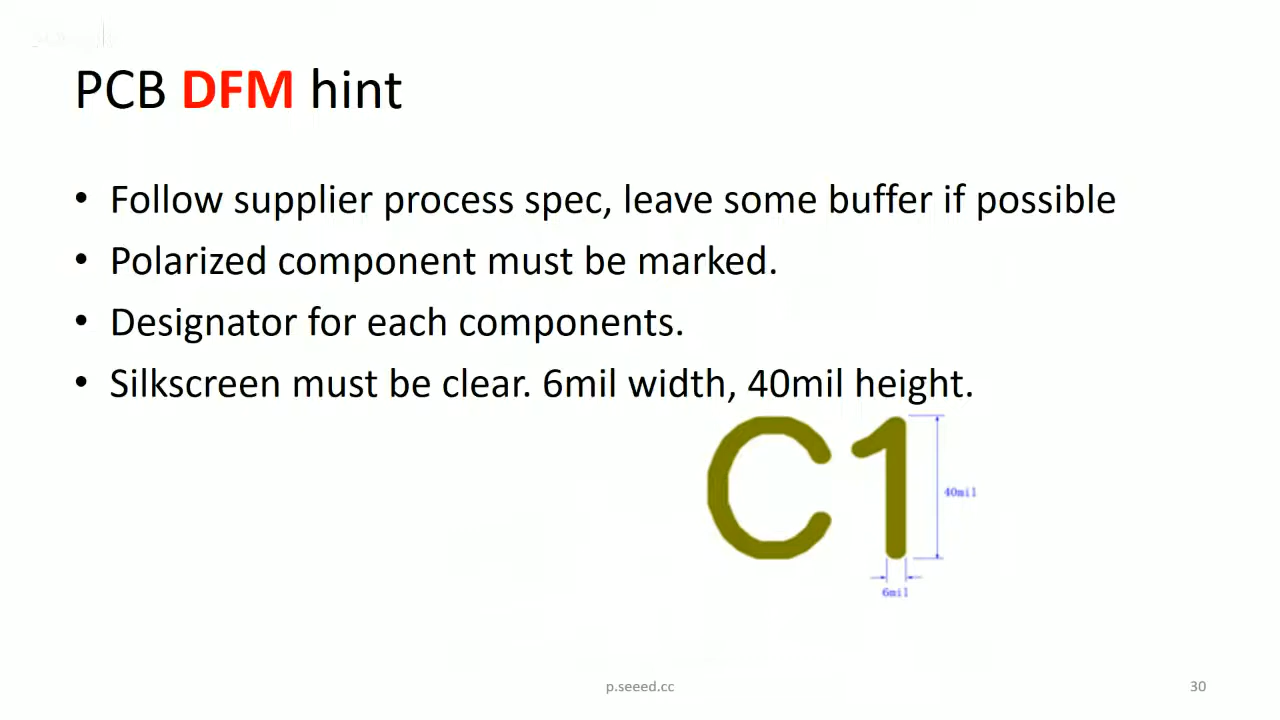 PCB DFM hint
• Follow supplier process spec, leave some buffer if possible
• Polarized component must be marked.
• Designator for each components.
• Silkscreen must be clear. 6mil width, 40mil height.
C1
40mil
6mil
p.seeed.cc
30